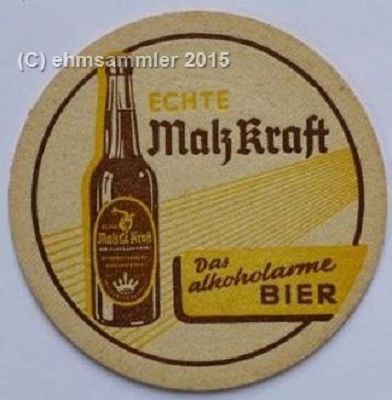 (C) ehmsammler 2015
ECHTE
Malz Kraft
Malz Kraft
Das
alkoholarme
BIER